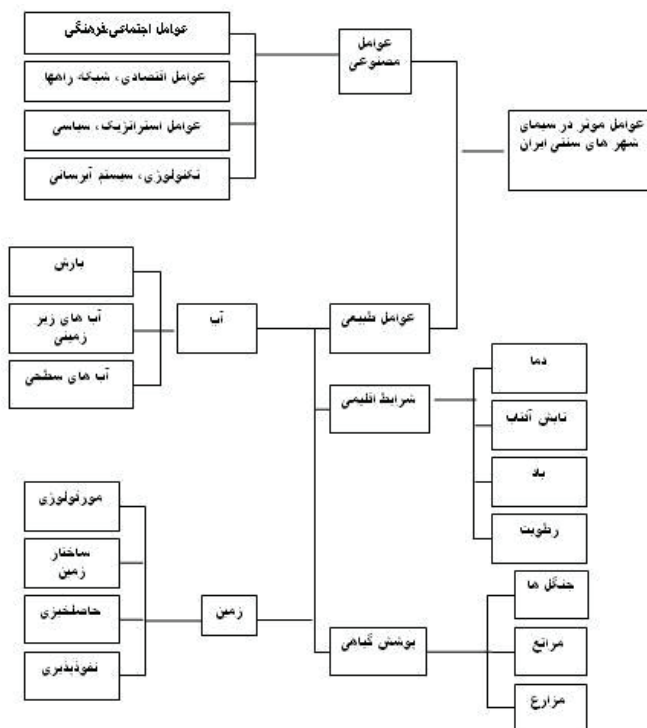 عوامل موثر در سیمای
شهر های سنتی ایران
عوامل
مصنوعی
عوامل اجتماعی،فرهنگی
عوامل اقتصادی، شبکه راهها
عوامل استراتژیک، سیاسی
تکنولوژی، سیستم آبرسانی
عوامل طبیعی
آب
بارش
آب های زیر
زمینی
آب های سطحی
شرایط اقلیمی
دما
تابش آفتاب
باد
رطوبت
زمین
مورفولوژی
ساختار
زمین
حاصلخیزی
نفوذپذیری
پوشش گیاهی
جنگل ها
مراتع
مزارع